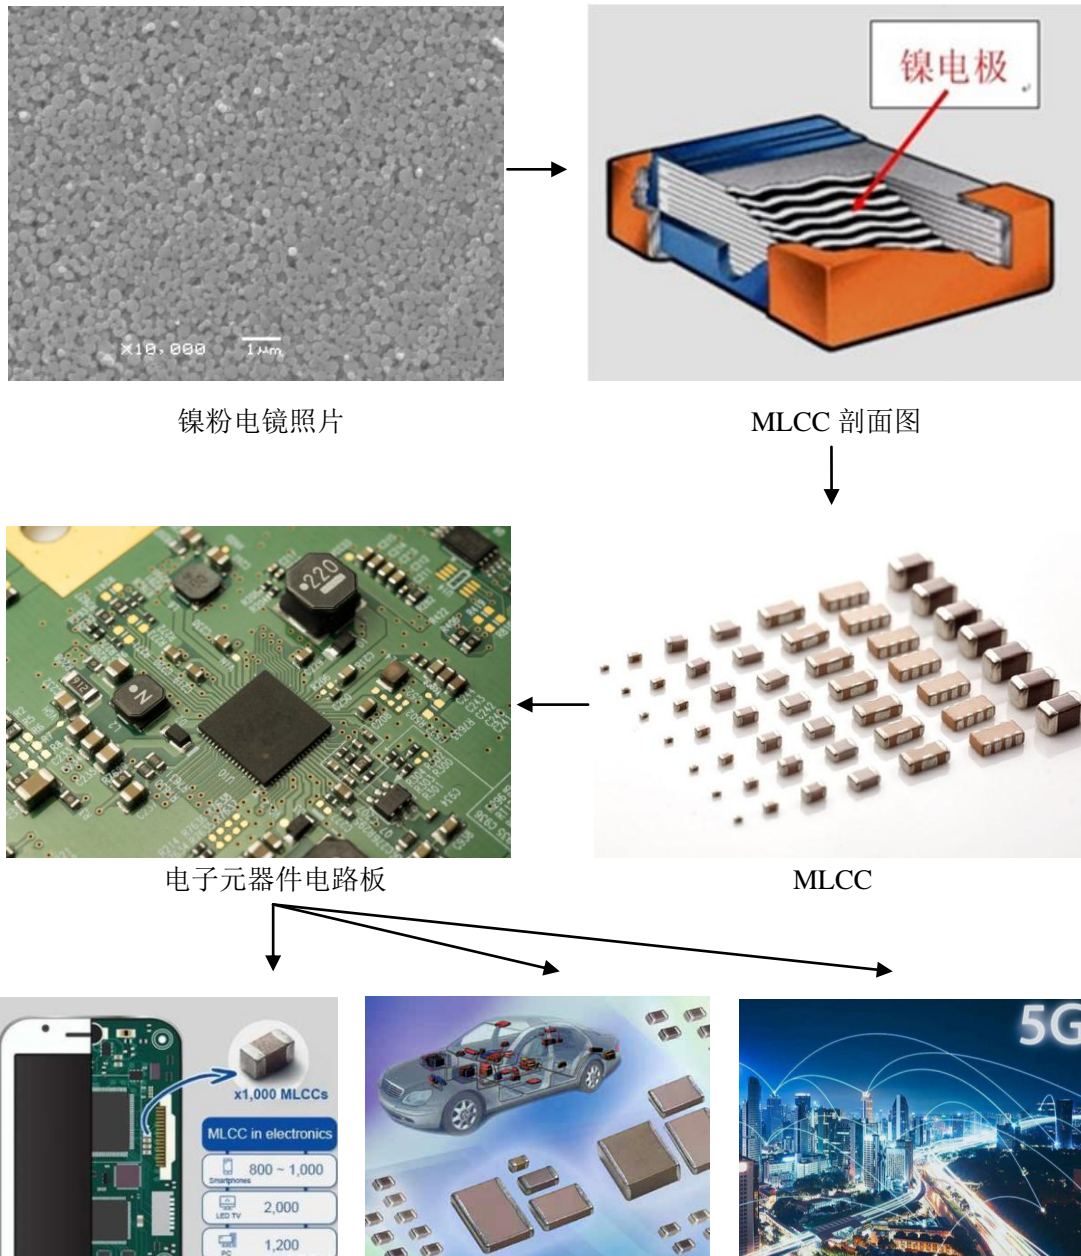 镍电极
X10,000 1μm
镍粉电镜照片
MLCC 剖面图
220
N
U10
电子元器件电路板
MLCC
5G
x1,000 MLCCs
MLCC in electronics
800 ~ 1,000
Smartphones
2,000
LED TV
1,200
PC